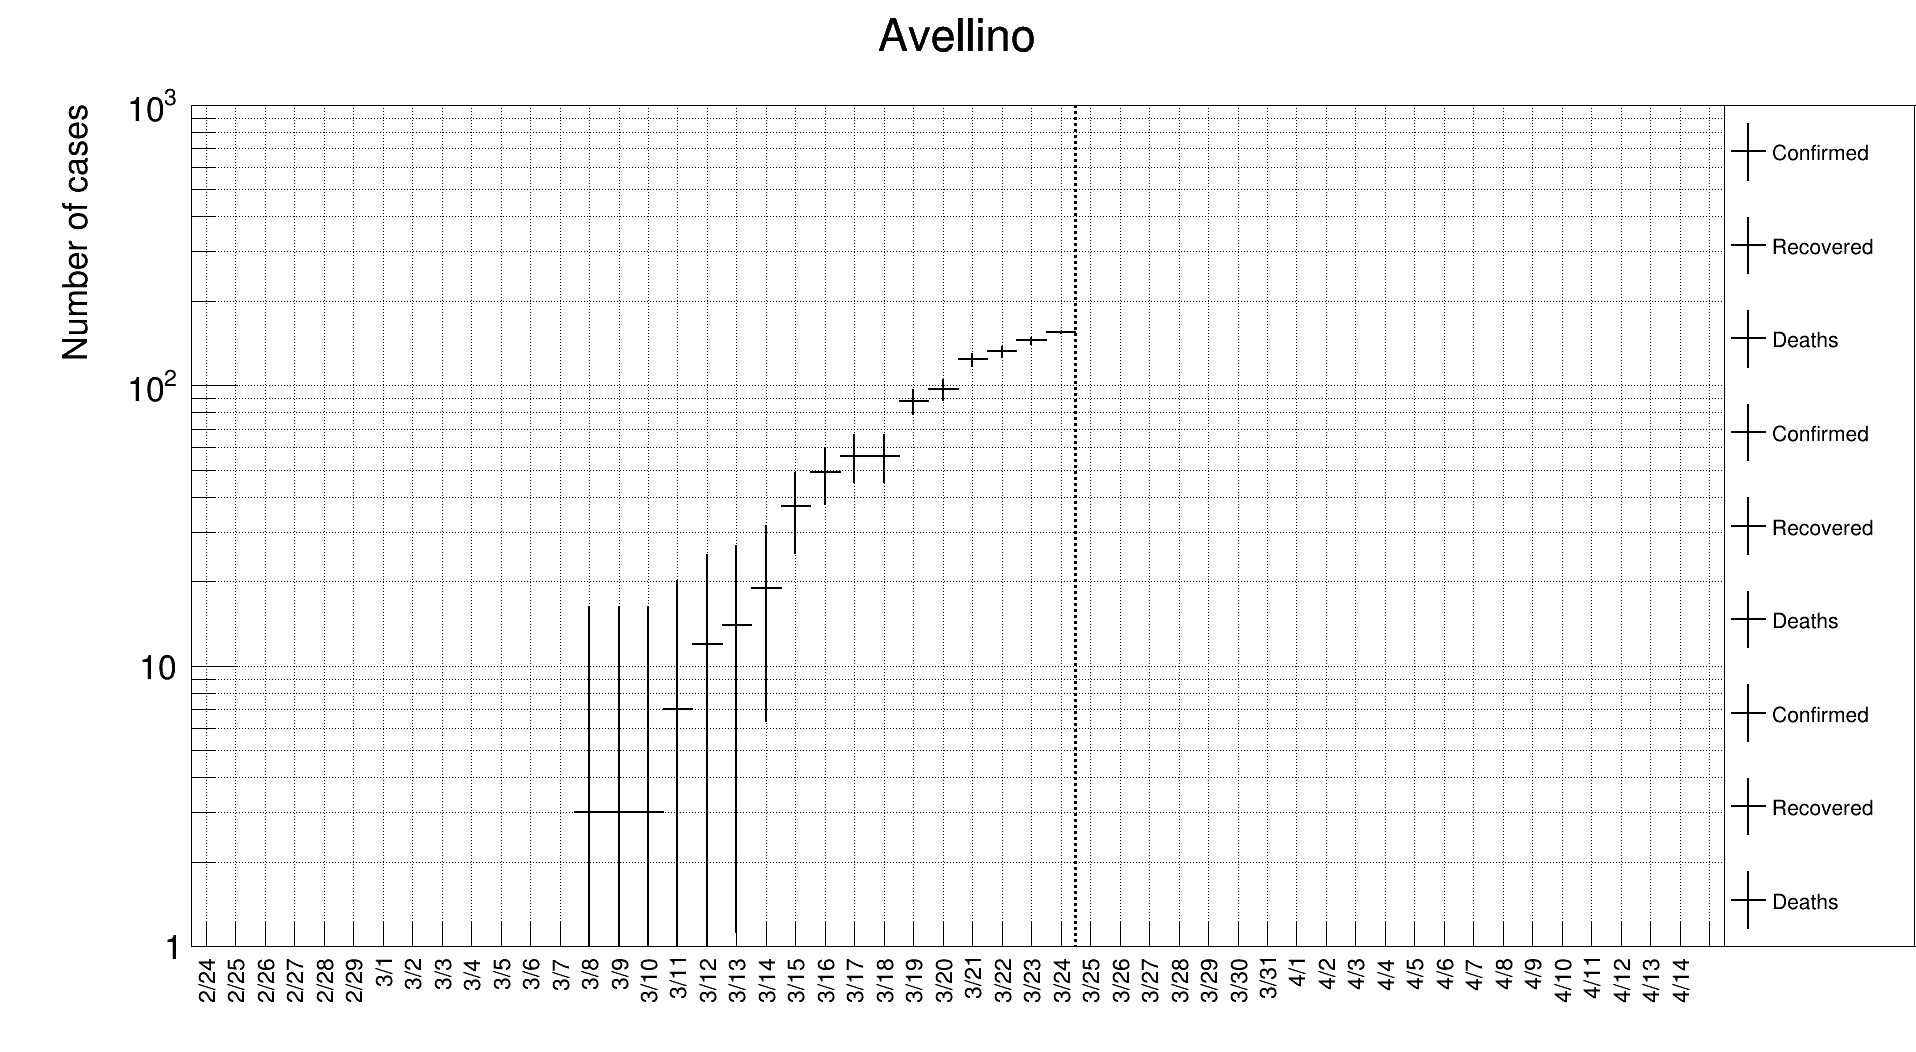 Avellino
Number of cases
10³
10²
10
1
2/24 2/25 2/26 2/27 2/28 2/29 3/1 3/2 3/3 3/4 3/5 3/6 3/7 3/8 3/9 3/10 3/11 3/12 3/13 3/14 3/15 3/16 3/17 3/18 3/19 3/20 3/21 3/22 3/23 3/24 3/25 3/26 3/27 3/28 3/29 3/30 3/31 4/1 4/2 4/3 4/4 4/5 4/6 4/7 4/8 4/9 4/10 4/11 4/12 4/13 4/14
Confirmed
Recovered
Deaths
Confirmed
Recovered
Deaths
Confirmed
Recovered
Deaths